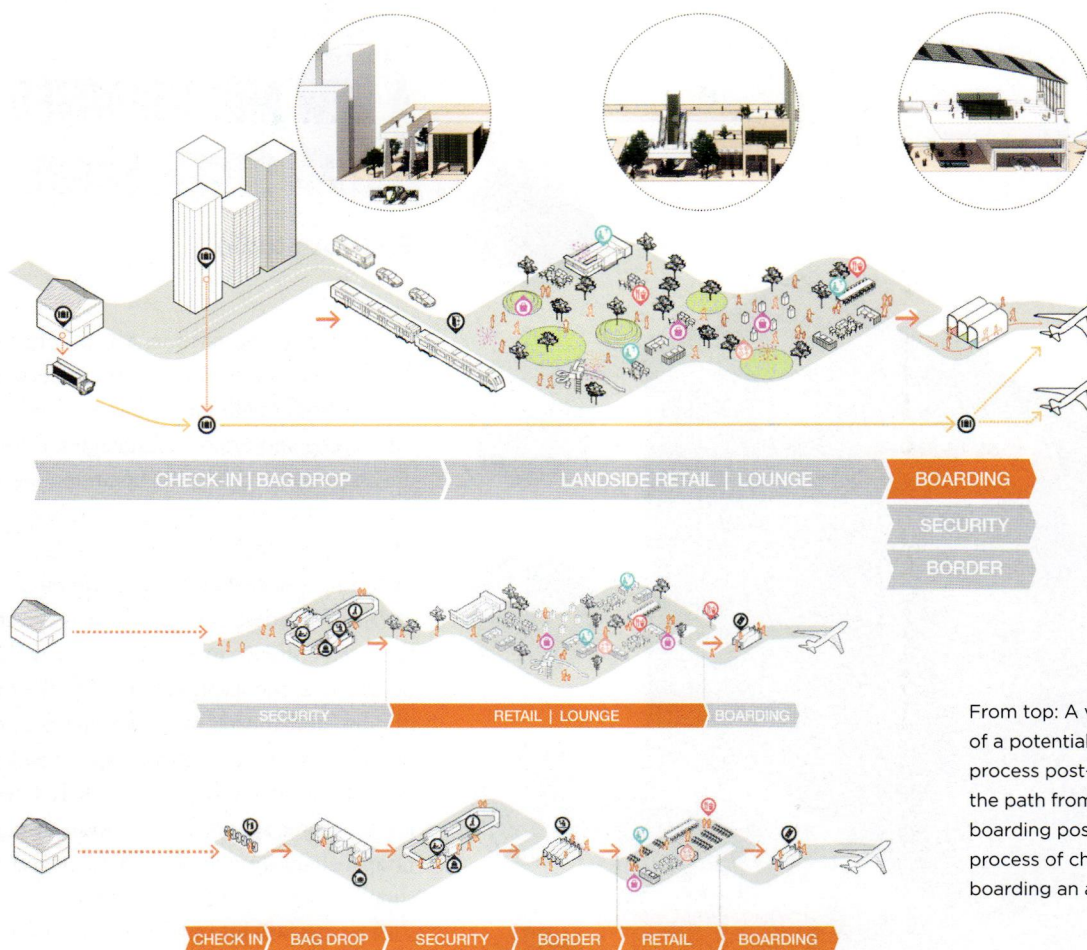 CHECK-IN | BAG DROP
LANDSIDE RETAIL | LOUNGE
BOARDING
SECURITY
BORDER
SECURITY
RETAIL | LOUNGE
BOARDING
CHECK IN
BAG DROP
SECURITY
BORDER
RETAIL
BOARDING
From top: A
of a potential
process post-
the path from
boarding pos
process of ch
boarding an a